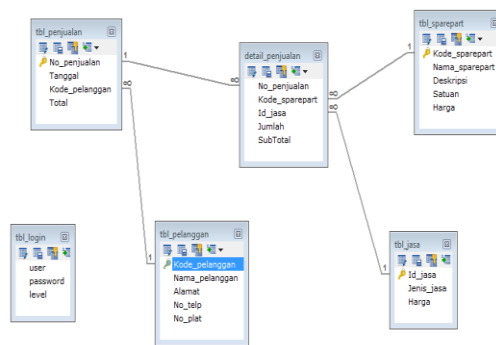 tbl_penjualan
No_penjualan
Tanggal
Kode_pelanggan
Total
1
∞
detail_penjualan
No_penjualan
Kode_sparepart
Id_jasa
Jumlah
SubTotal
∞
∞
∞
tbl_sparepart
1
Kode_sparepart
Nama_sparepart
Deskripsi
Satuan
Harga
tbl_login
user
password
level
tbl_pelanggan
1
Kode_pelanggan
Nama_pelanggan
Alamat
No_telp
No_plat
tbl_jasa
1
Id_jasa
Jenis_jasa
Harga